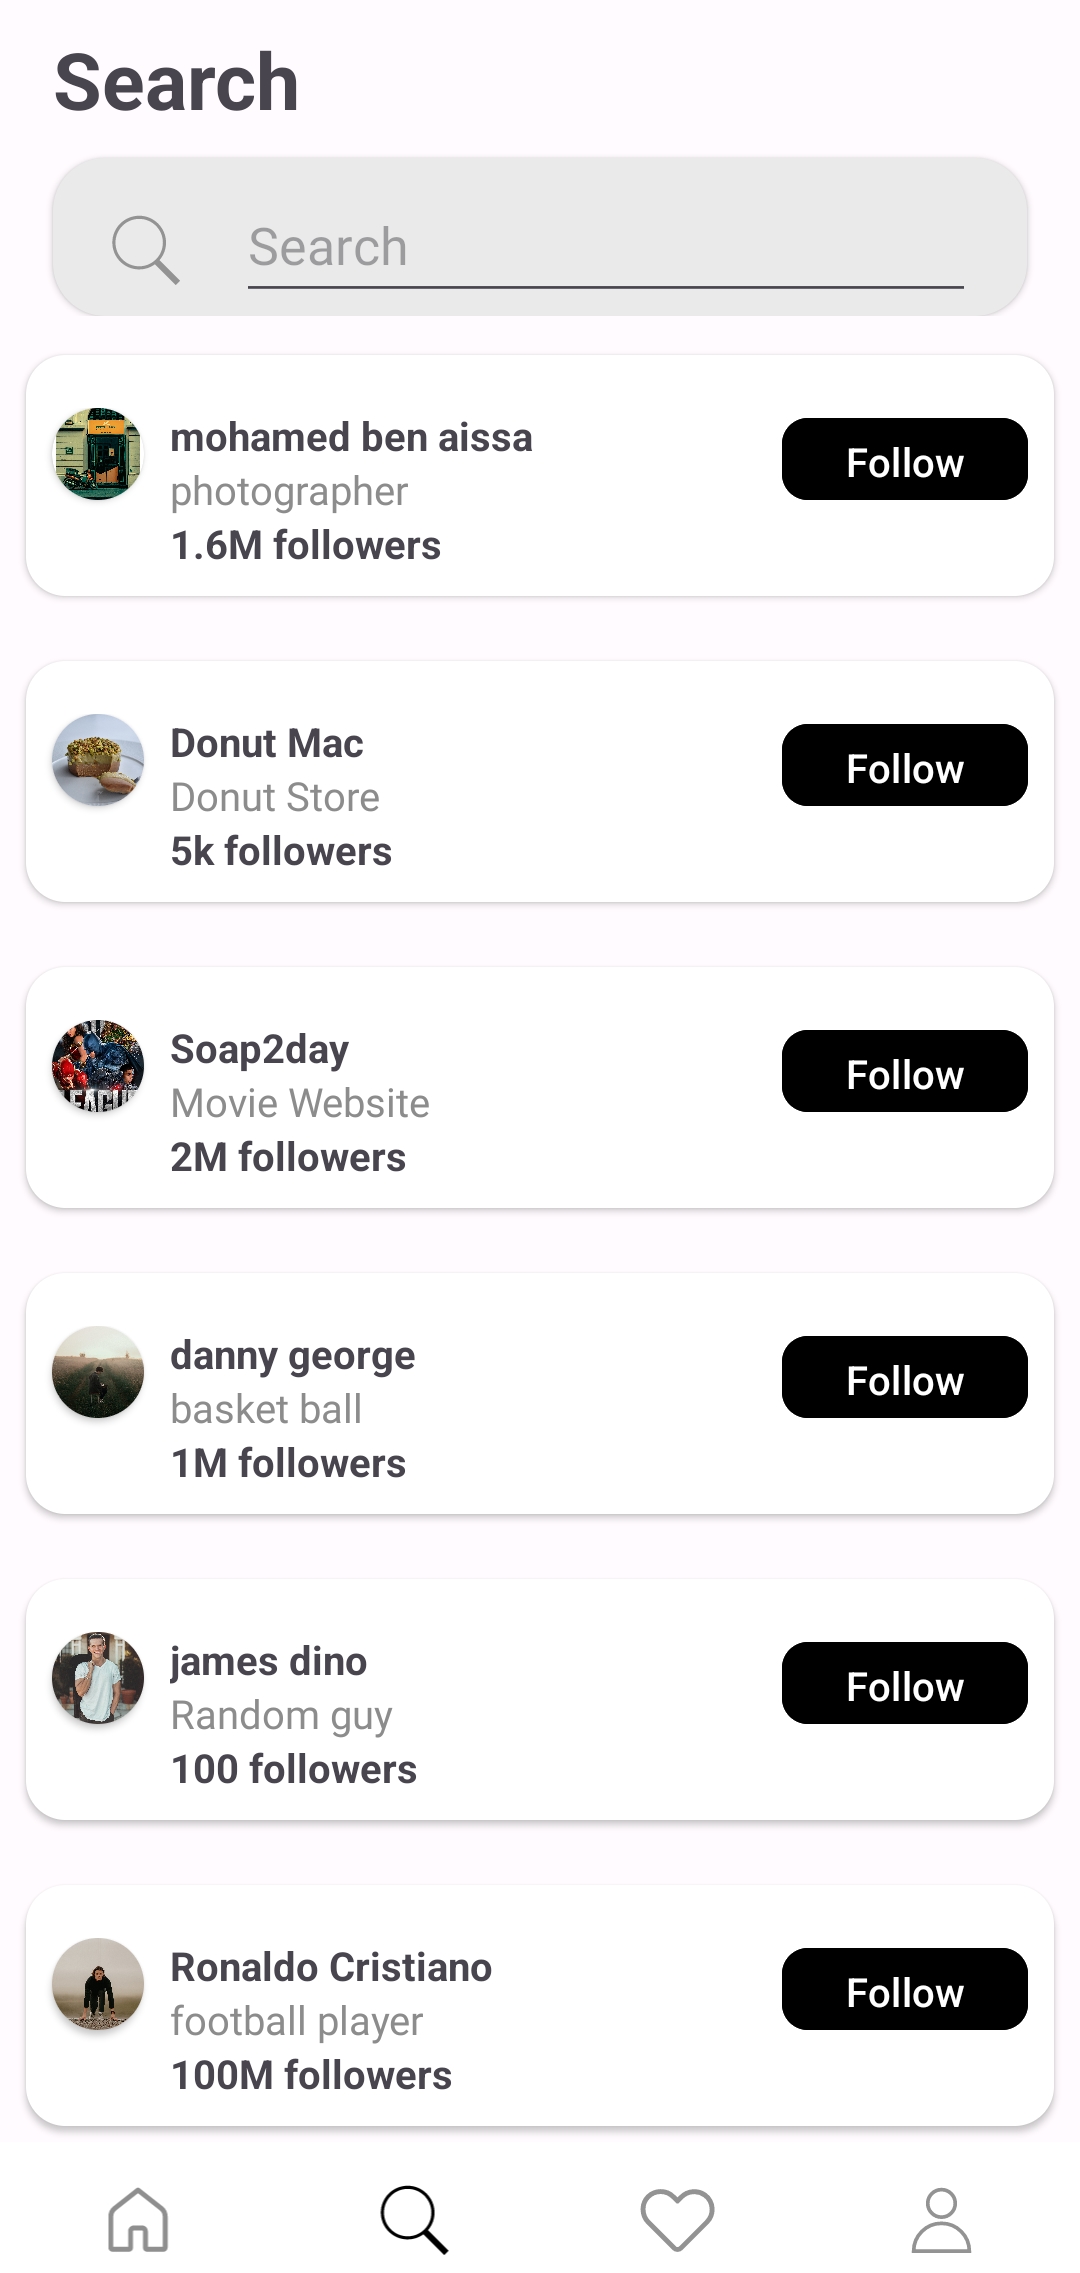 Search
Search
mohamed ben aissa
photographer
1.6M followers
Follow
Donut Mac
Donut Store
5k followers
Follow
Soap2day
Movie Website
2M followers
Follow
danny george
basket ball
1M followers
Follow
james dino
Random guy
100 followers
Follow
Ronaldo Cristiano
football player
100M followers
Follow